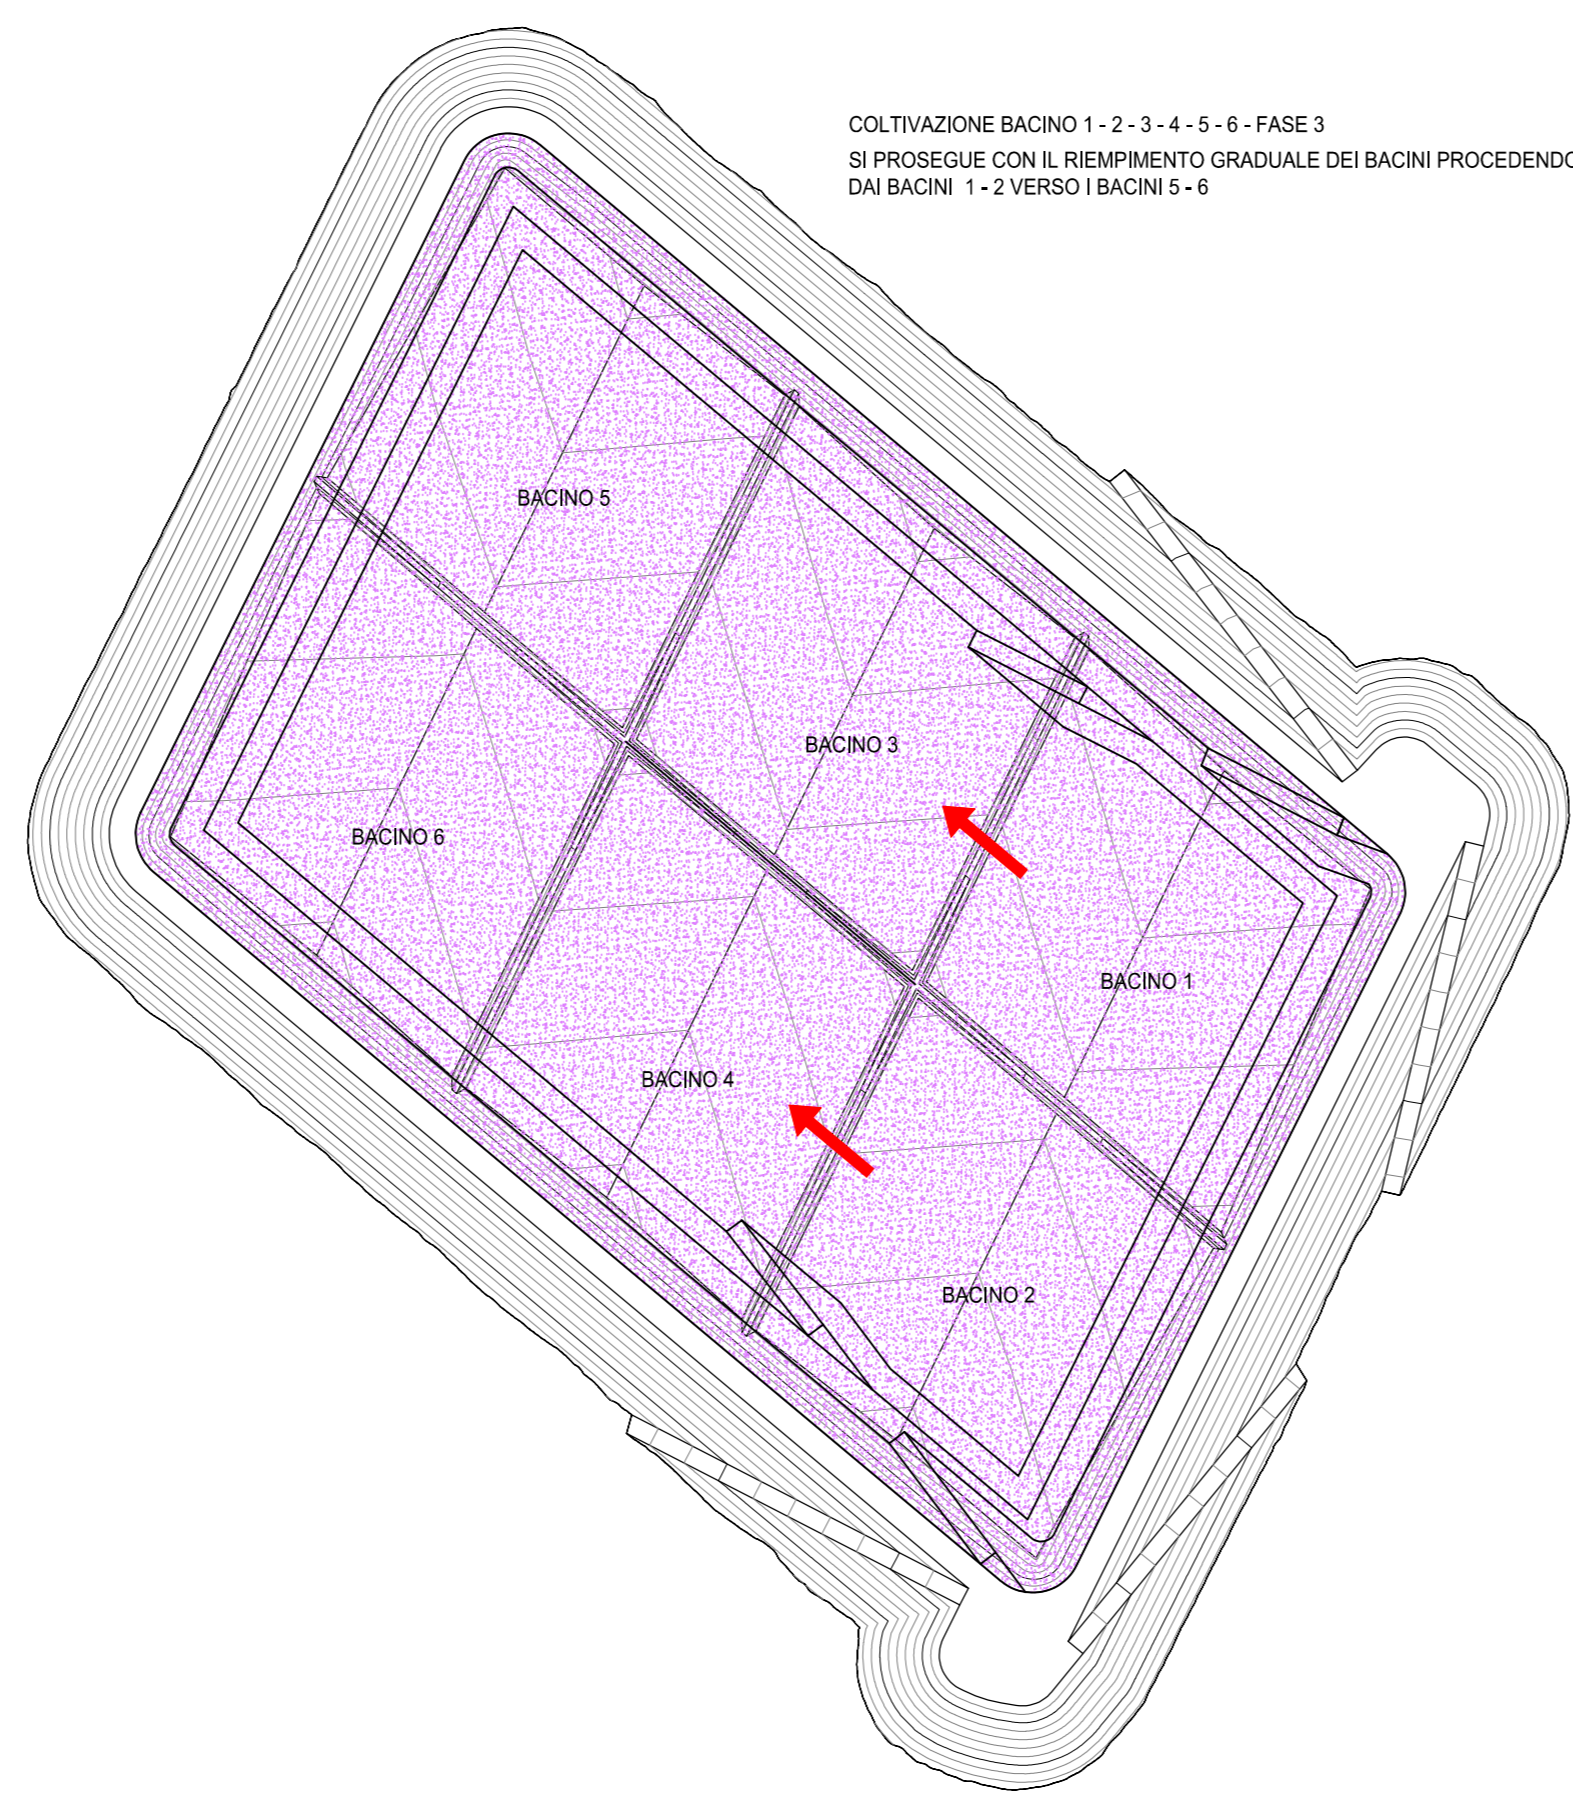 COLTIVAZIONE BACINO 1 - 2 - 3 - 4 - 5 - 6 - FASE 3
SI PROSEGUE CON IL RIEMPIMENTO GRADUALE DEI BACINI PROCEDENDO
DAI BACINI 1 - 2 VERSO I BACINI 5 - 6
BACINO 5
BACINO 3
BACINO 6
BACINO 1
BACINO 4
BACINO 2